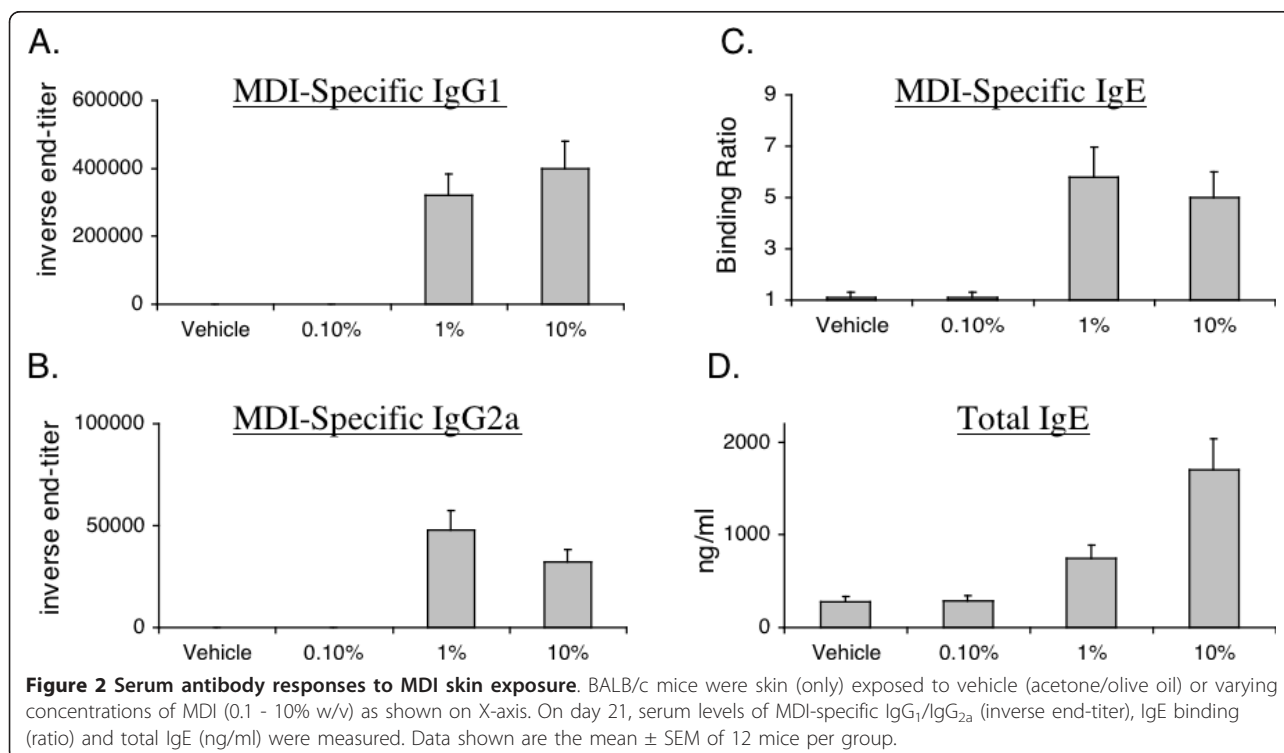 A.
MDI-Specific IgG1
inverse end-titer
600000
400000
200000
0
Vehicle 0.10% 1% 10%
B.
MDI-Specific IgG2a
inverse end-titer
100000
50000
0
Vehicle 0.10% 1% 10%
C.
MDI-Specific IgE
Binding Ratio
9
7
5
3
1
Vehicle 0.10% 1% 10%
D.
Total IgE
ng/ml
2000
1000
0
Vehicle 0.10% 1% 10%
Figure 2 Serum antibody responses to MDI skin exposure. BALB/c mice were skin (only) exposed to vehicle (acetone/olive oil) or varying
concentrations of MDI (0.1 - 10% w/v) as shown on X-axis. On day 21, serum levels of MDI-specific IgG₁/IgG₂ₐ (inverse end-titer), IgE binding
(ratio) and total IgE (ng/ml) were measured. Data shown are the mean ± SEM of 12 mice per group.